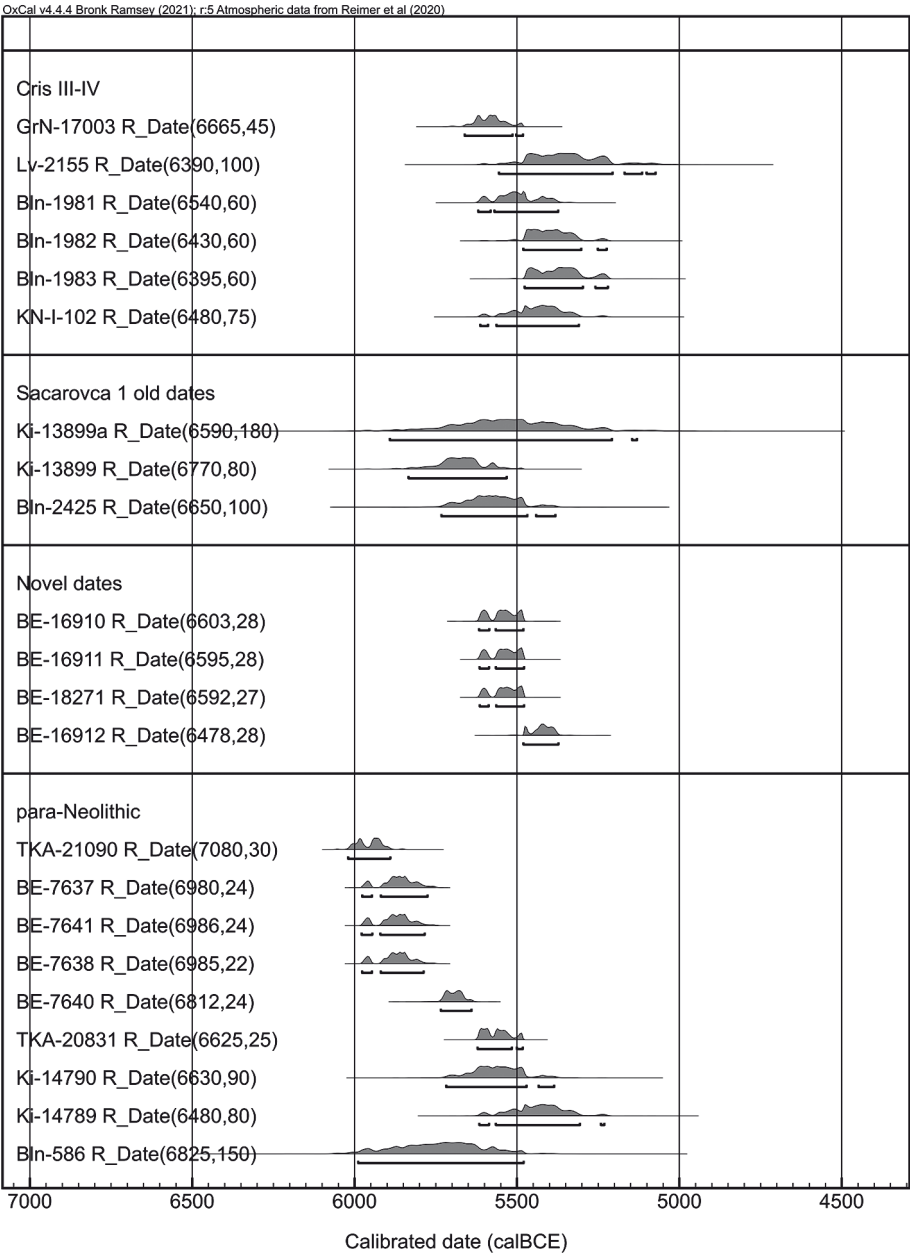 OxCal v4.4.4 Bronk Ramsey (2021); r:5 Atmospheric data from Reimer et al (2020)
Cris III-IV
GrN-17003 R_Date(6665,45)
Lv-2155 R_Date(6390,100)
Bln-1981 R_Date(6540,60)
Bln-1982 R_Date(6430,60)
Bln-1983 R_Date(6395,60)
KN-I-102 R_Date(6480,75)
Sacarovca 1 old dates
Ki-13899a R_Date(6590,180)
Ki-13899 R_Date(6770,80)
Bln-2425 R_Date(6650,100)
Novel dates
BE-16910 R_Date(6603,28)
BE-16911 R_Date(6595,28)
BE-18271 R_Date(6592,27)
BE-16912 R_Date(6478,28)
para-Neolithic
TKA-21090 R_Date(7080,30)
BE-7637 R_Date(6980,24)
BE-7641 R_Date(6986,24)
BE-7638 R_Date(6985,22)
BE-7640 R_Date(6812,24)
TKA-20831 R_Date(6625,25)
Ki-14790 R_Date(6630,90)
Ki-14789 R_Date(6480,80)
Bln-586 R_Date(6825,150)
7000 6500 6000 5500 5000 4500
Calibrated date (calBCE)